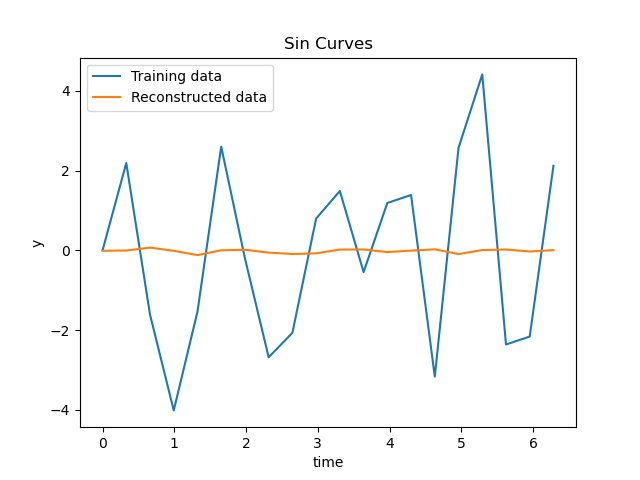 Sin Curves
Training data
Reconstructed data
y
4
2
0
−2
−4
0 1 2 3 4 5 6
time